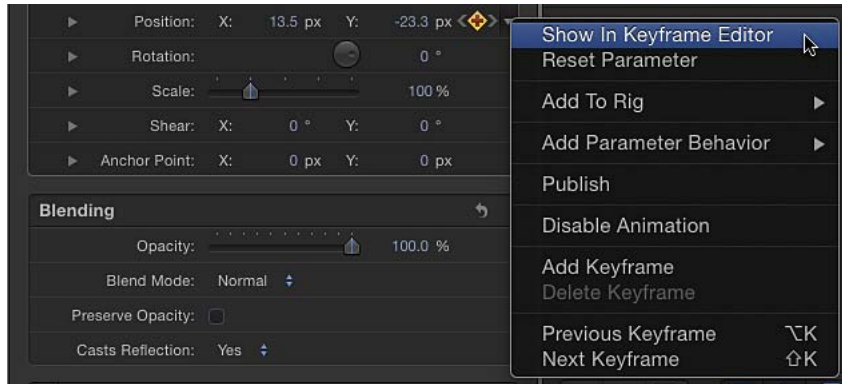 Position: X: 13.5 px Y: -23.3 px
Rotation: 0 °
Scale: 100 %
Shear: X: 0 ° Y: 0 °
Anchor Point: X: 0 px Y: 0 px
Blending
Opacity: 100.0 %
Blend Mode: Normal
Preserve Opacity:
Casts Reflection: Yes
Show In Keyframe Editor
Reset Parameter
Add To Rig
Add Parameter Behavior
Publish
Disable Animation
Add Keyframe
Delete Keyframe
Previous Keyframe ⌥K
Next Keyframe ⇧K